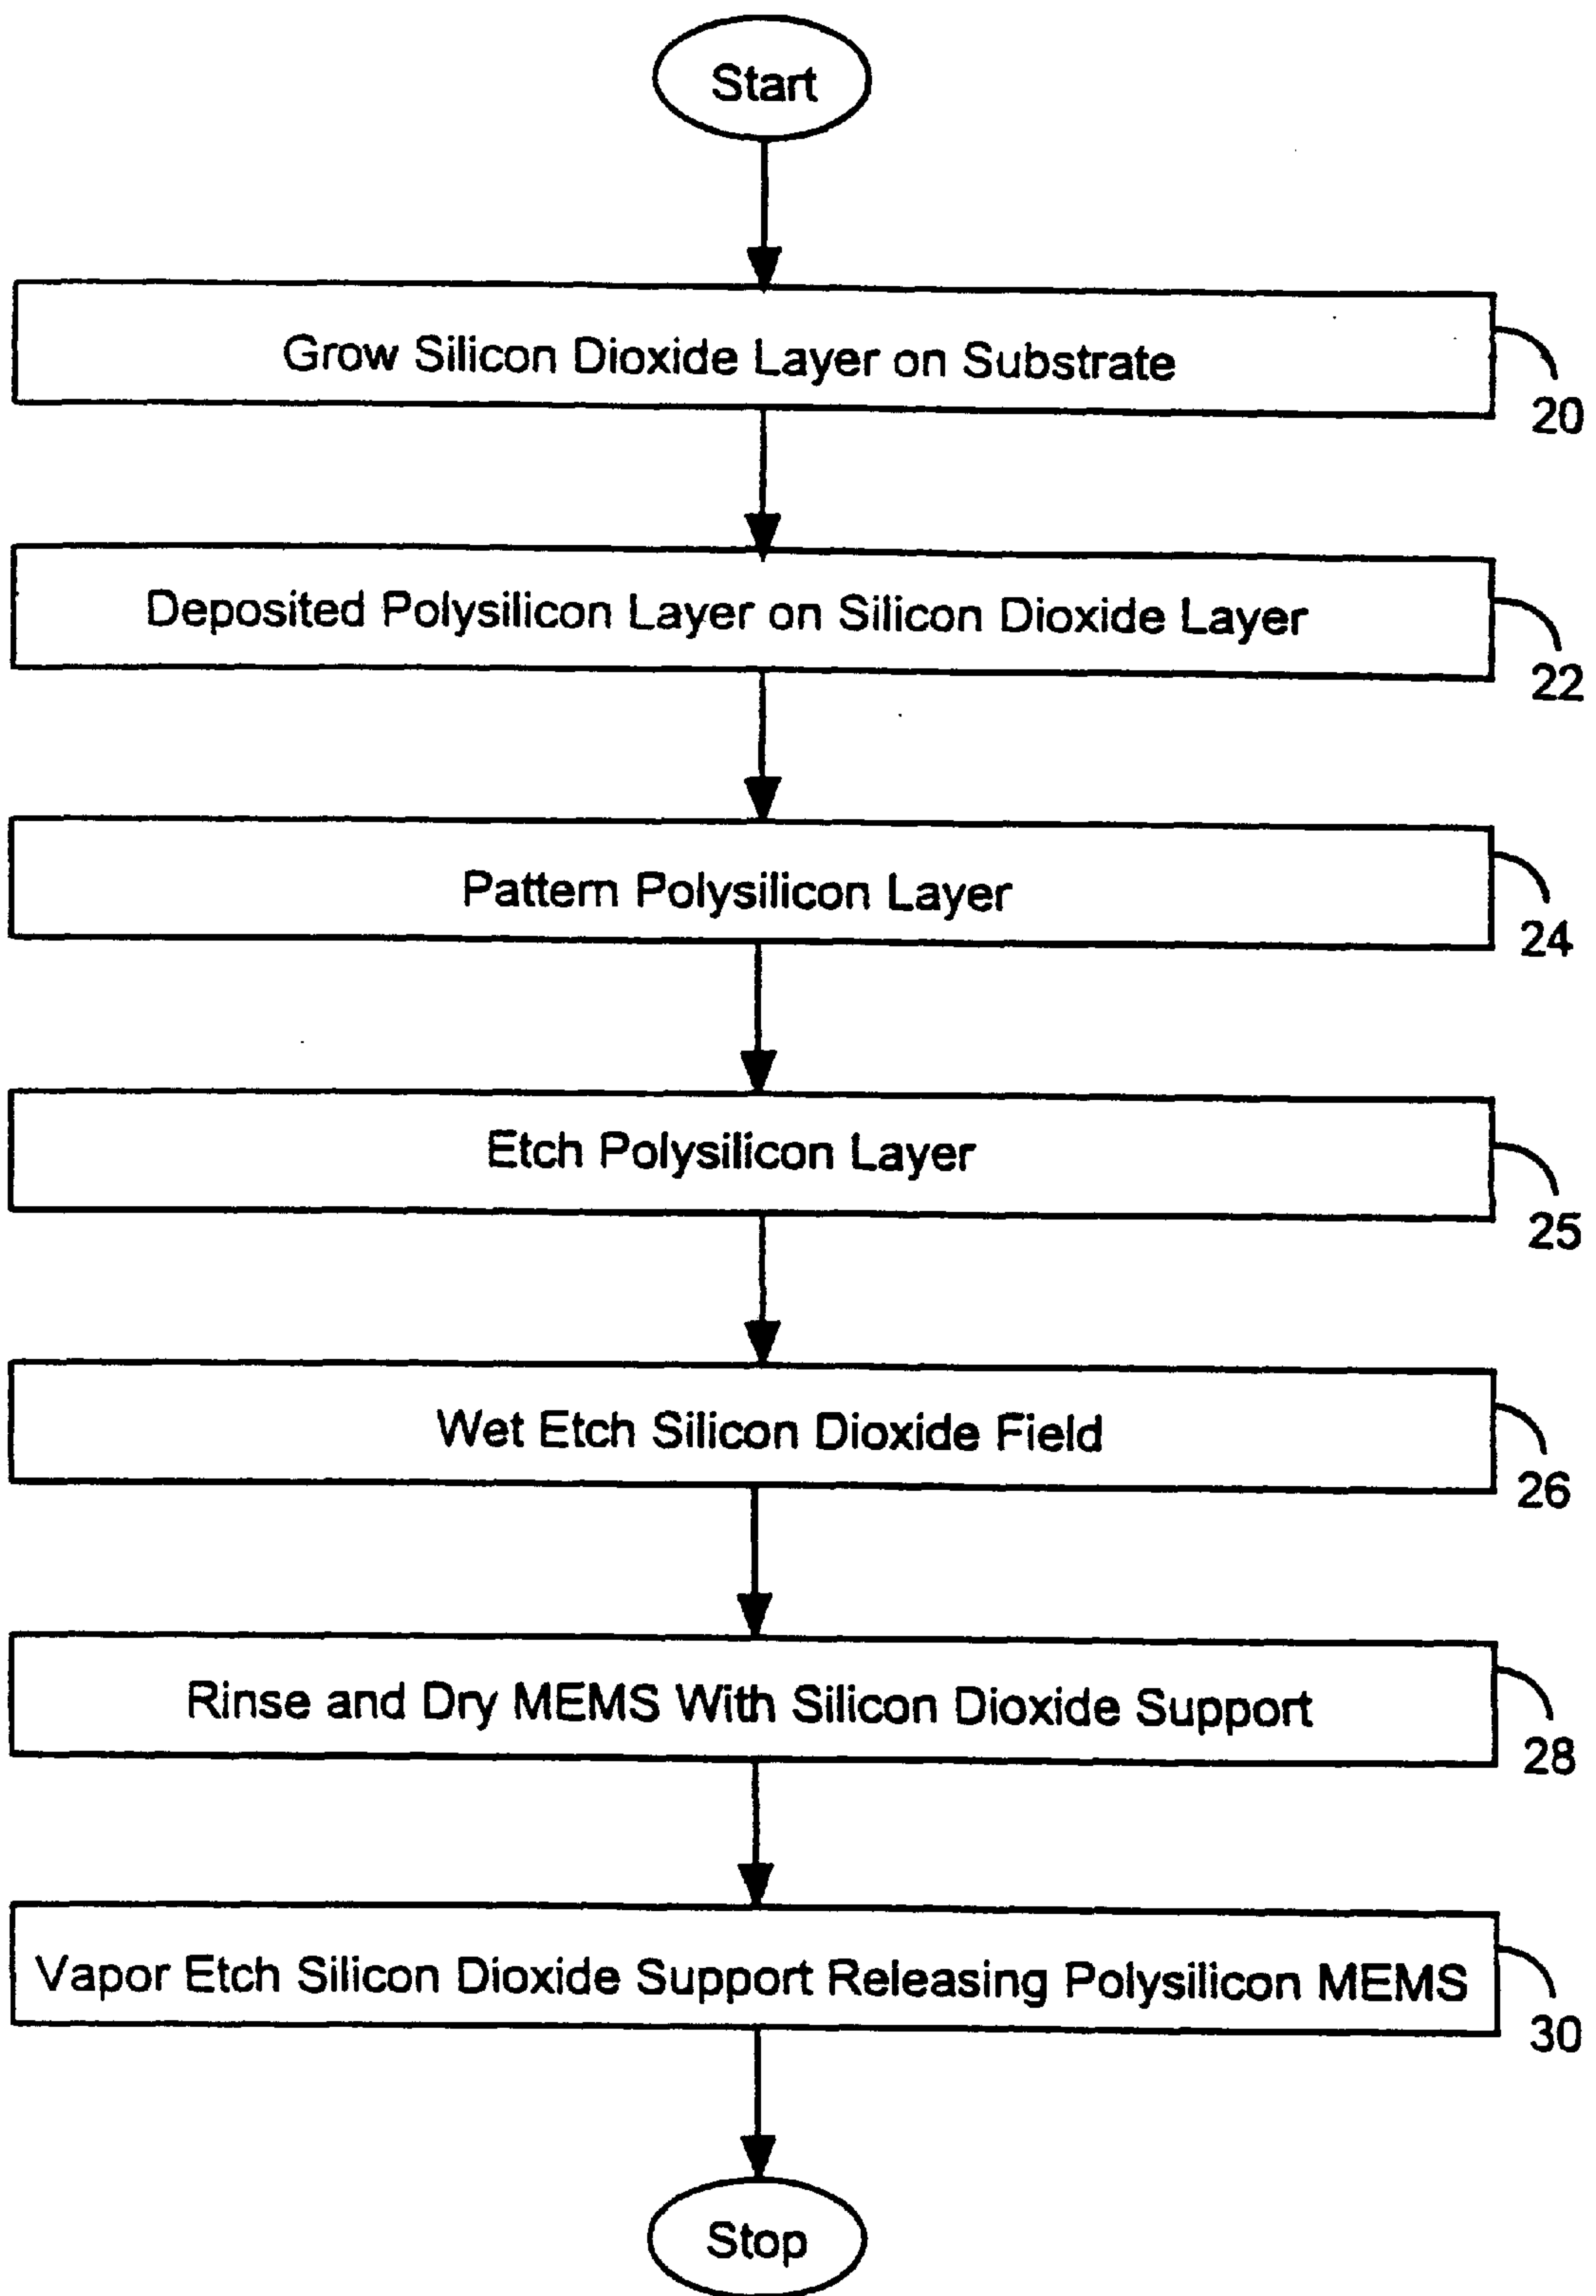 Start
Grow Silicon Dioxide Layer on Substrate
20
Deposited Polysilicon Layer on Silicon Dioxide Layer
22
Pattern Polysilicon Layer
24
Etch Polysilicon Layer
25
Wet Etch Silicon Dioxide Field
26
Rinse and Dry MEMS With Silicon Dioxide Support
28
Vapor Etch Silicon Dioxide Support Releasing Polysilicon MEMS
30
Stop